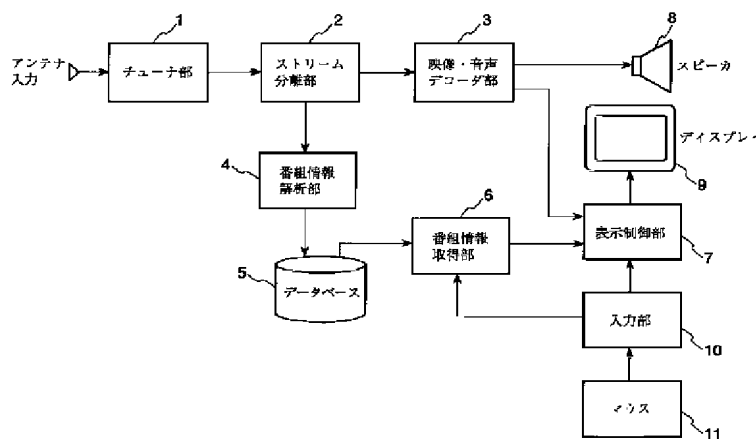 1
2
3
8
アンテナ
入力
チューナ部
ストリーム
分離部
映像・音声
デコーダ部
スピーカ
ディスプレイ
9
4
番組情報
解析部
6
番組情報
取得部
表示制御部
7
5
データベース
入力部
10
マウス
11